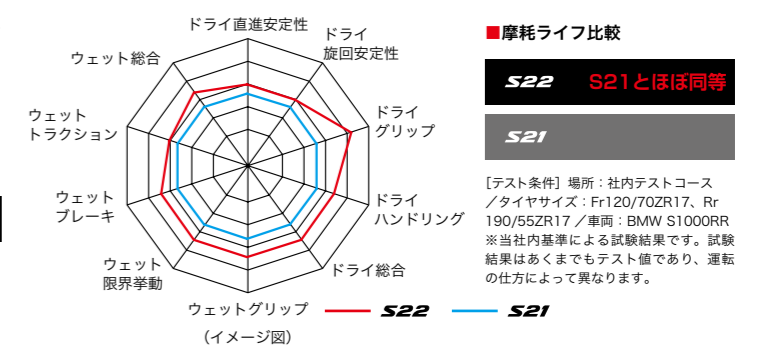 ドライ直進安定性
ドライ
旋回安定性
ドライ
グリップ
ドライ
ハンドリング
ドライ総合
ウェットグリップ
ウェット
限界挙動
ウェット
ブレーキ
ウェット
トラクション
ウェット総合
（イメージ図）
S22
S21
■摩耗ライフ比較
S22 S21とほぼ同等
S21
［テスト条件］場所：社内テストコース
／タイヤサイズ：Fr120/70ZR17、Rr
190/55ZR17 ／車両：BMW S1000RR
※当社内基準による試験結果です。試験
結果はあくまでもテスト値であり、運転
の仕方によって異なります。